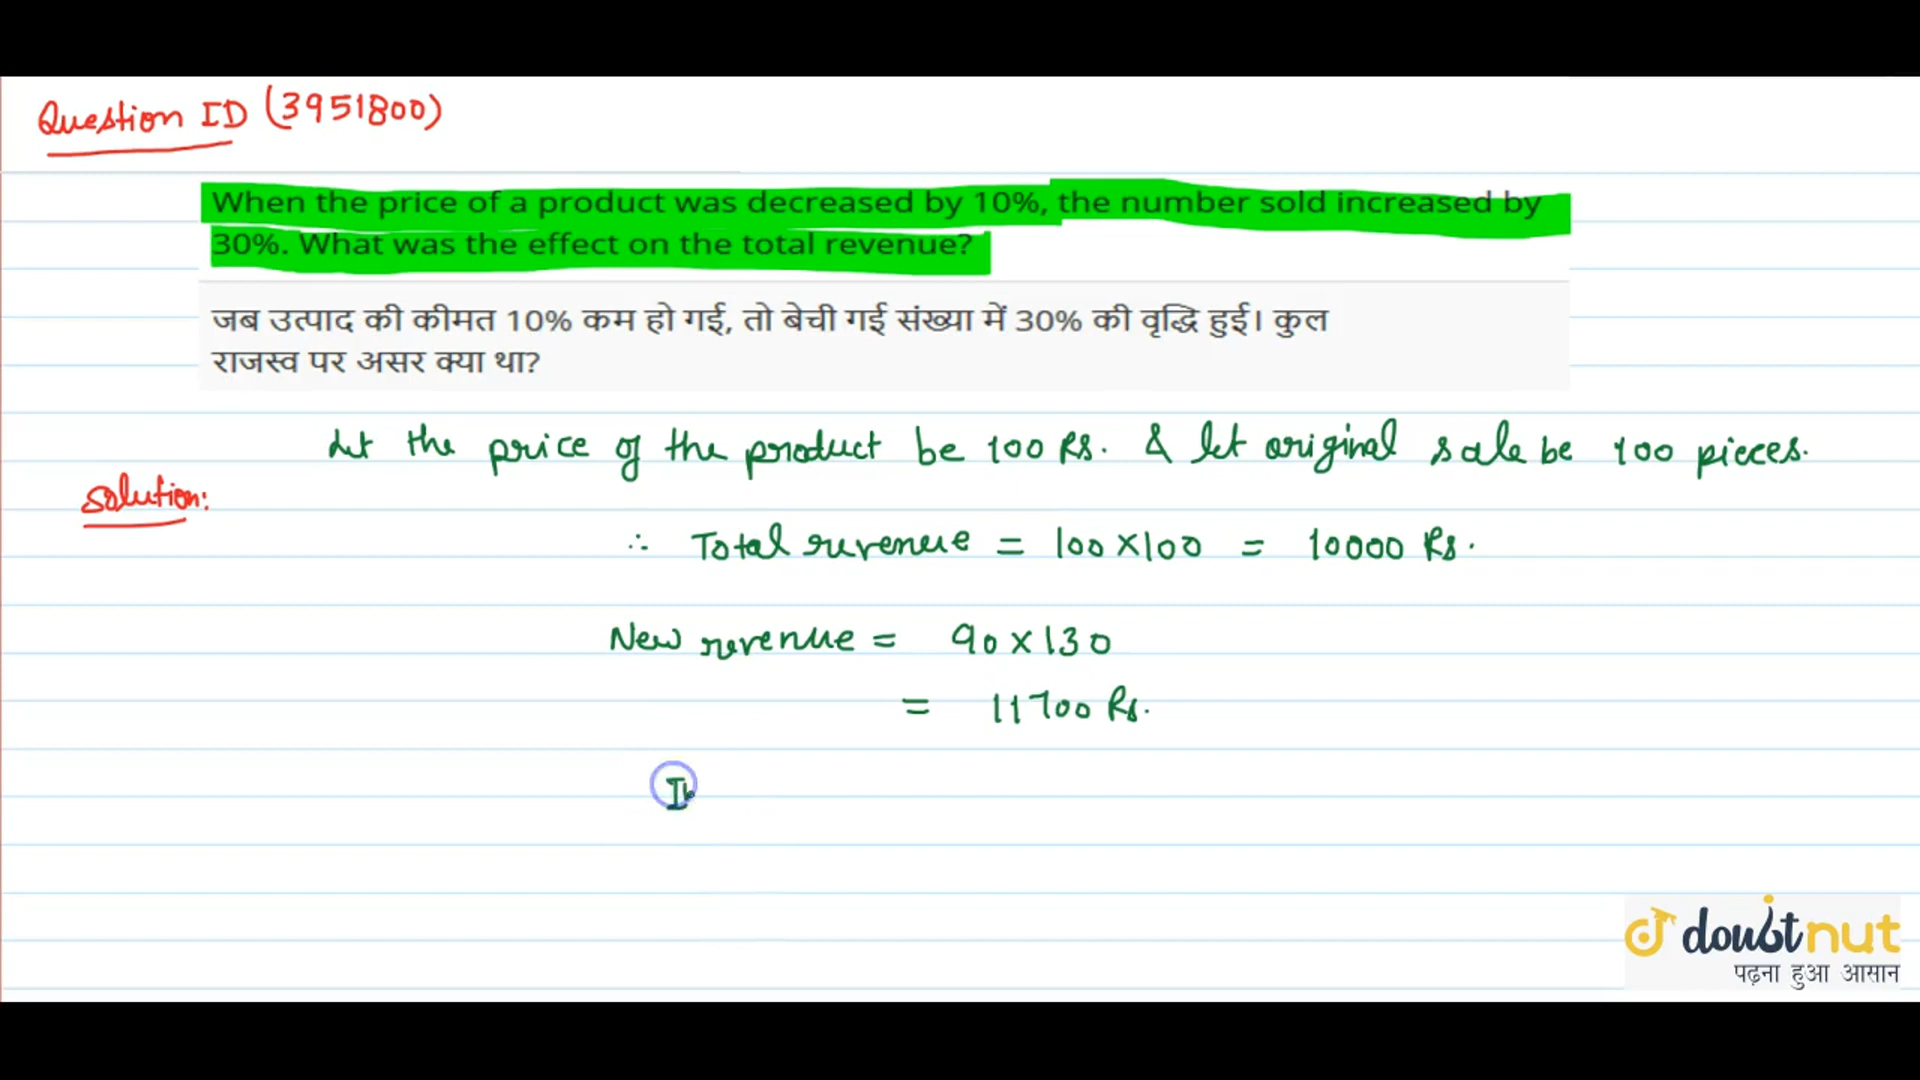 Question ID (3951800)
When the price of a product was decreased by 10%, the number sold increased by
30%. What was the effect on the total revenue?
जब उत्पाद की कीमत 10% कम हो गई, तो बेची गई संख्या में 30% की वृद्धि हुई। कुल
राजस्व पर असर क्या था?
Let the price of the product be 100 Rs. & let original sale be 100 pieces.
Solution:
∴ Total revenue = 100×100 = 10000 Rs.
New revenue = 90×130
= 11700 Rs.
doubtnut
पढ़ना हुआ आसान